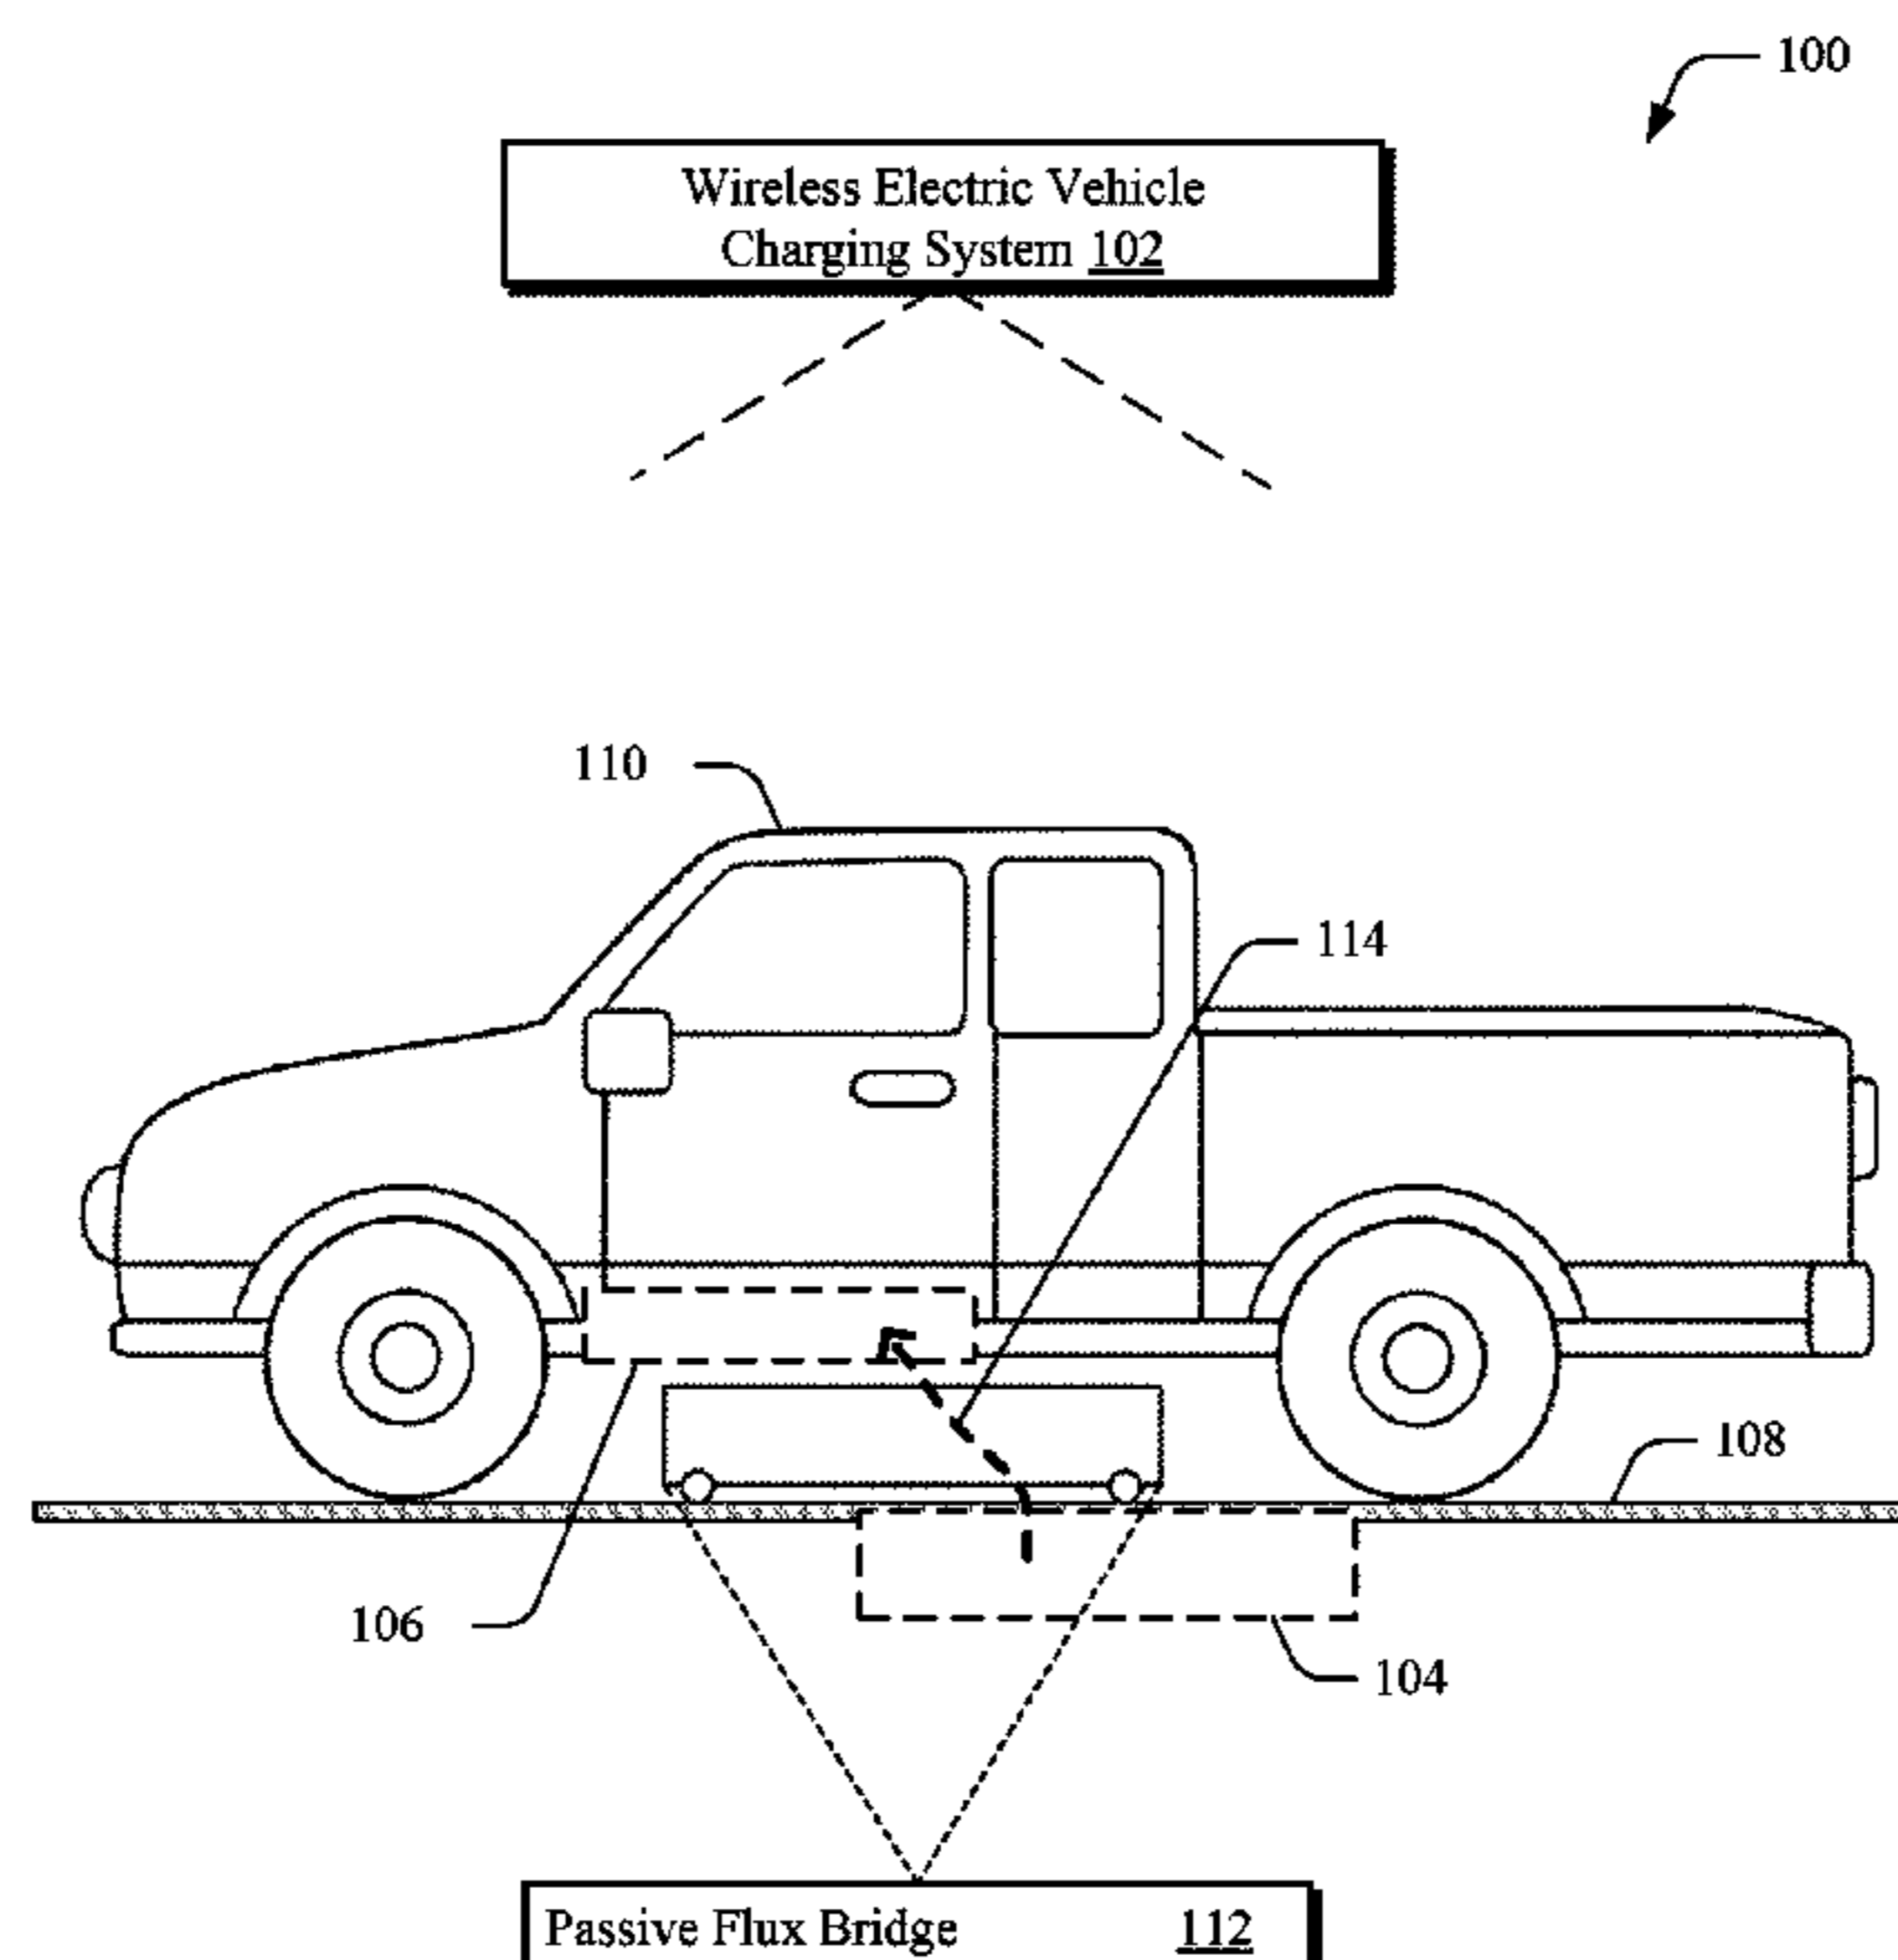 100
Wireless Electric Vehicle
Charging System 102
110
114
108
106
104
Passive Flux Bridge 112